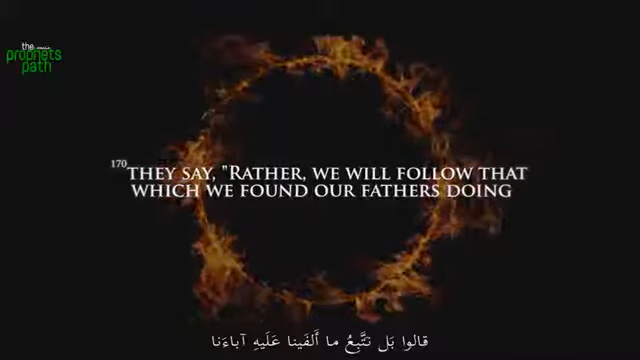 the
prophets
path
170 THEY SAY, "RATHER, WE WILL FOLLOW THAT
WHICH WE FOUND OUR FATHERS DOING
قالوا بَل نَتَّبِعُ ما أَلفَينا عَلَيهِ آباءَنا